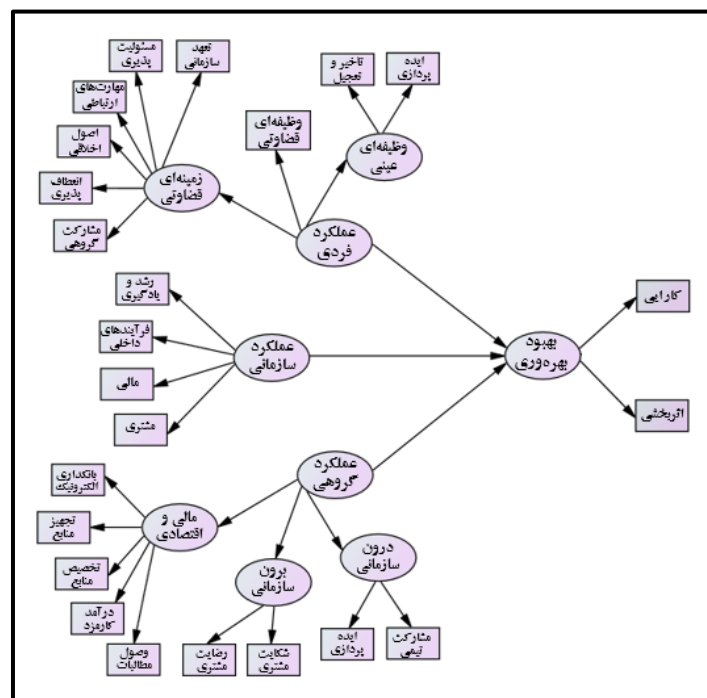 تعهد
سازمانی
مسئولیت
پذیری
مهارت‌های
ارتباطی
اصول
اخلاقی
انعطاف
پذیری
مشارکت
گروهی
زمینه‌ای
قضاوتی
ایده
پردازی
تاخیر و
تعجیل
وظیفه‌ای
قضاوتی
وظیفه‌ای
عینی
عملکرد
فردی
رشد و
یادگیری
فرآیندهای
داخلی
مالی
مشتری
عملکرد
سازمانی
بهبود
بهره‌وری
کارایی
اثربخشی
عملکرد
گروهی
مالی و
اقتصادی
بانکداری
الکترونیک
تجهیز
منابع
تخصیص
منابع
درآمد
کارمزد
وصول
مطالبات
برون
سازمانی
رضایت
مشتری
شکایت
مشتری
درون
سازمانی
ایده
پردازی
مشارکت
تیمی